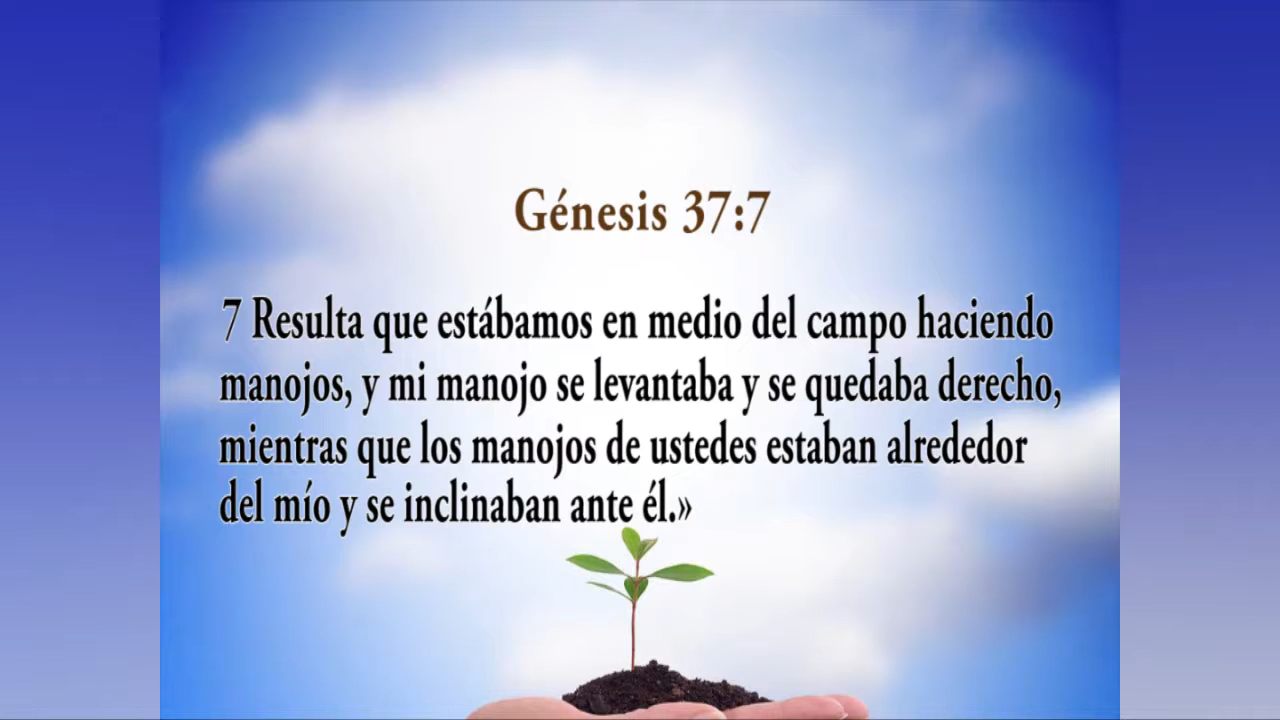 Génesis 37:7
7 Resulta que estábamos en medio del campo haciendo
manojos, y mi manojo se levantaba y se quedaba derecho,
mientras que los manojos de ustedes estaban alrededor
del mío y se inclinaban ante él.»